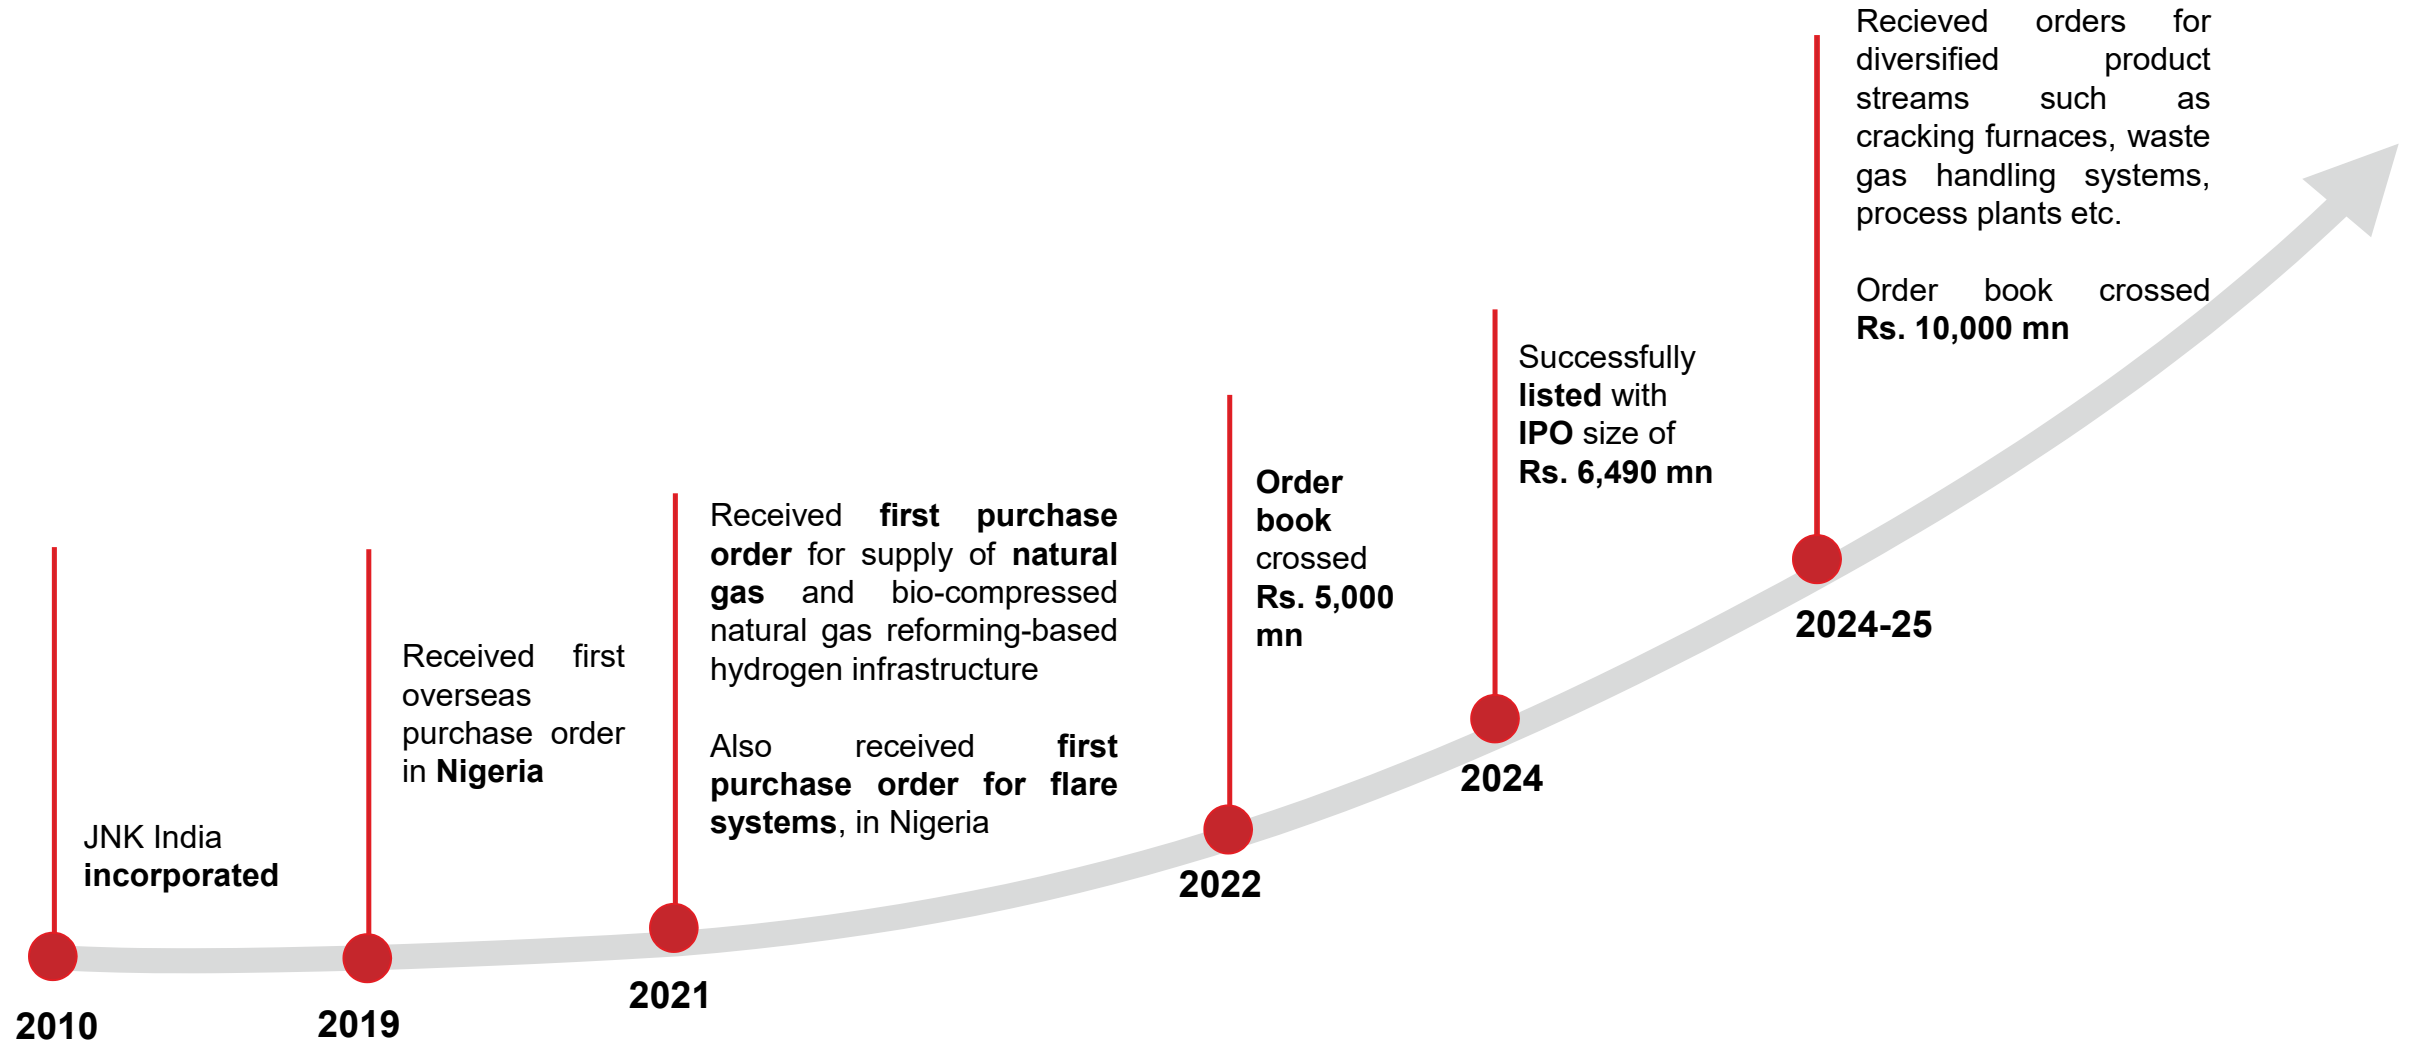 JNK India
incorporated
2010
Received first
overseas
purchase order
in Nigeria
2019
Received first purchase
order for supply of natural
gas and bio-compressed
natural gas reforming-based
hydrogen infrastructure
Also received first
purchase order for flare
systems, in Nigeria
2021
Order
book
crossed
Rs. 5,000
mn
2022
Successfully
listed with
IPO size of
Rs. 6,490 mn
2024
Recieved orders for
diversified product
streams such as
cracking furnaces, waste
gas handling systems,
process plants etc.
Order book crossed
Rs. 10,000 mn
2024-25